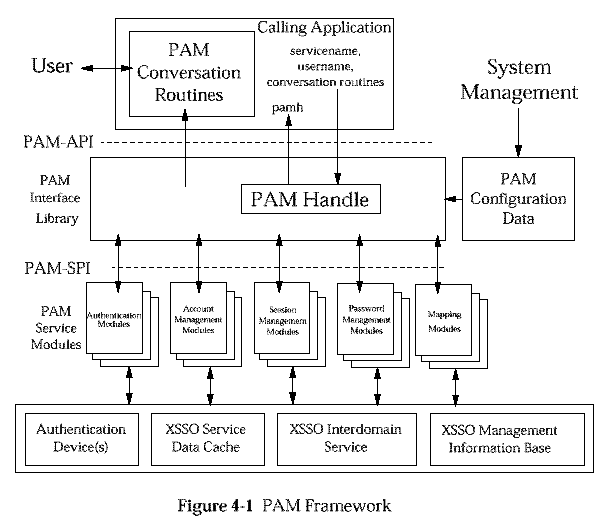 Calling Application
PAM
Conversation
Routines
servicename,
username,
conversation routines
pamh
User
System
Management
PAM-API
PAM
Interface
Library
PAM Handle
PAM
Configuration
Data
PAM-SPI
PAM
Service
Modules
Authentication
Modules
Account
Management
Modules
Session
Management
Modules
Password
Management
Modules
Mapping
Modules
Authentication
Device(s)
XSSO Service
Data Cache
XSSO Interdomain
Service
XSSO Management
Information Base
Figure 4-1 PAM Framework